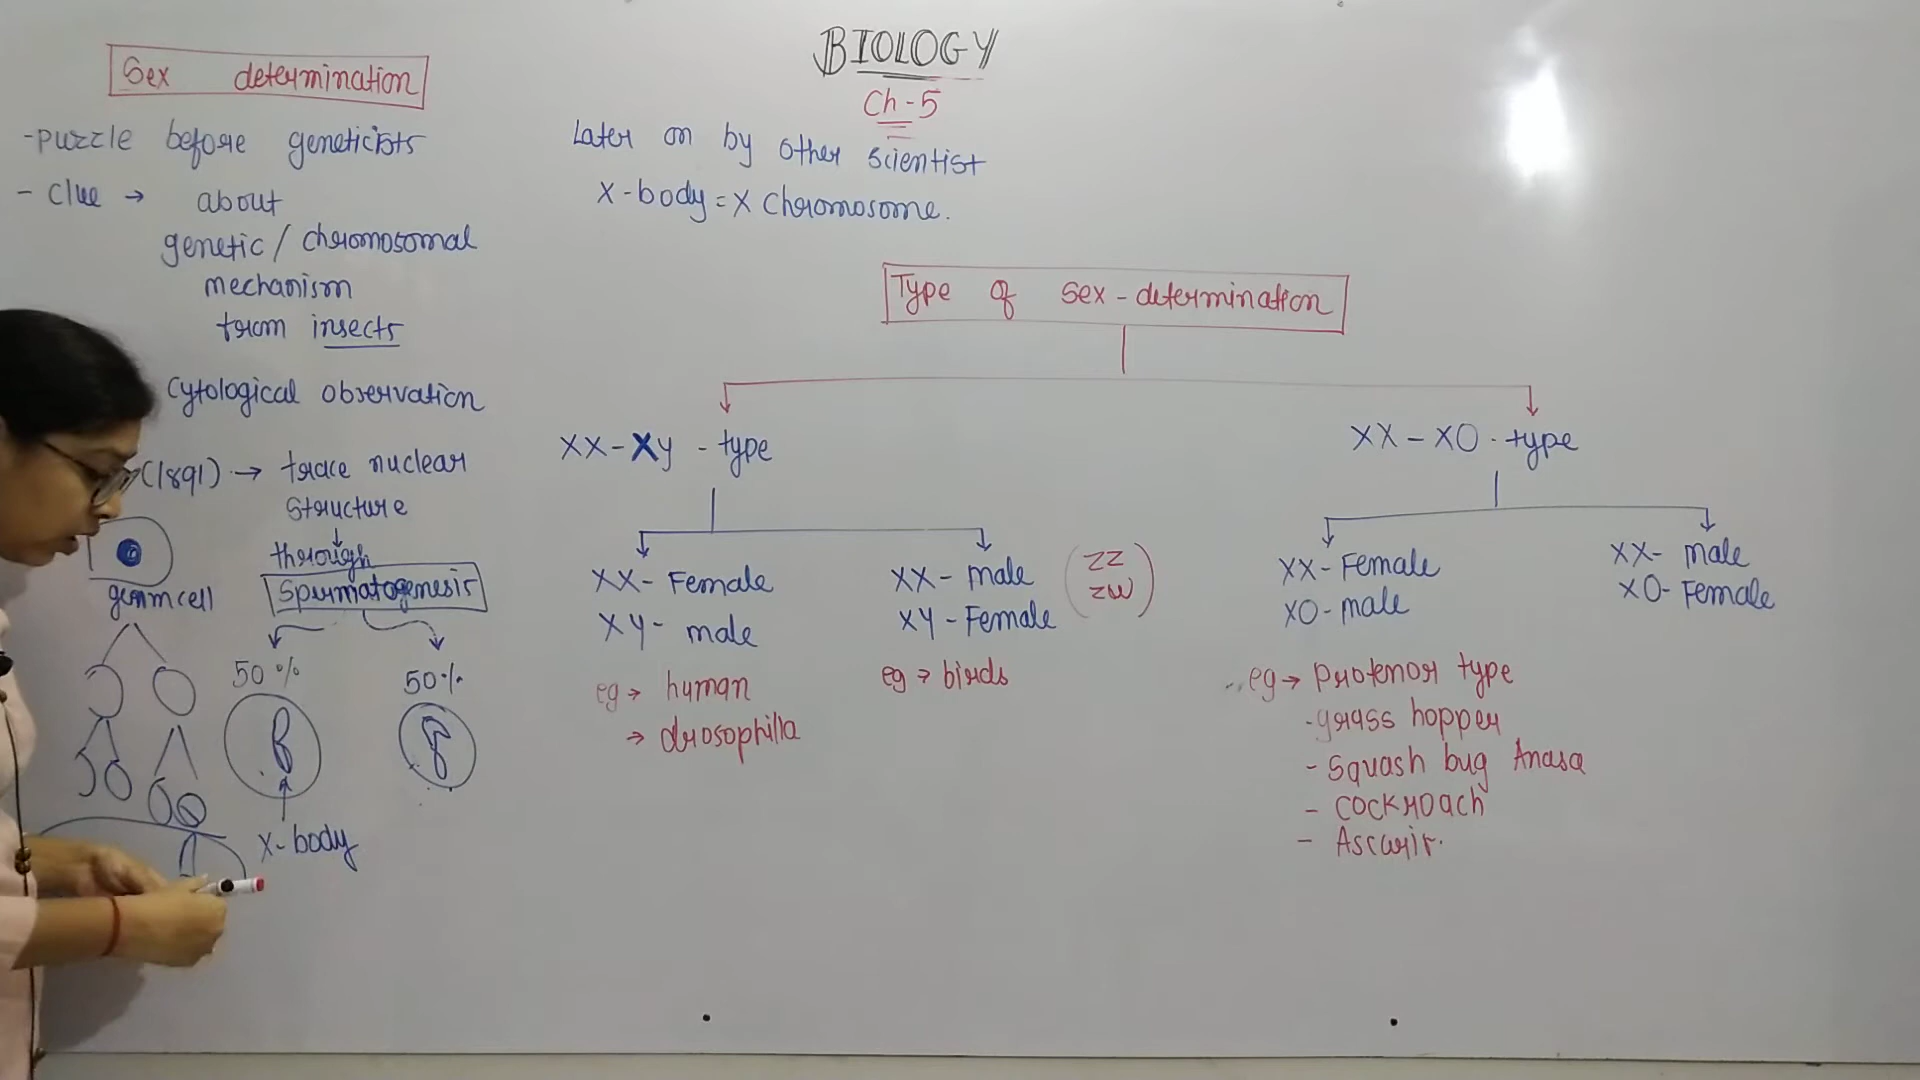 BIOLOGY
Ch-5
Sex determination
-puzzle before geneticists
- clue → about
genetic / chromosomal
mechanism
from insects
Cytological observation
(1891) → trace nuclear
structure
through
Spermatogenesis
germ cell
50%
50%
X-body
Later on by other scientist
X-body = X Chromosome.
Type of sex-determination
XX-XY - type
XX-Female
XY- male
eg → human
→ drosophilla
XX- male
XY-Female
(ZZ
ZW)
eg → birds
XX-XO-type
XX-Female
XO-male
eg → Protenor type
-grass hopper
- Squash bug Anasa
- Cockroach
- Ascaris.
XX- male
XO-Female